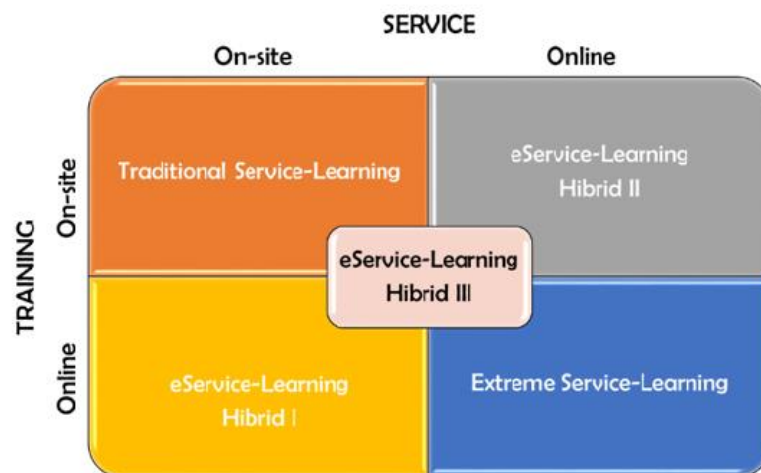 SERVICE
On-site
Online
TRAINING
On-site
Online
Traditional Service-Learning
eService-Learning
Hibrid II
eService-Learning
Hibrid III
eService-Learning
Hibrid I
Extreme Service-Learning